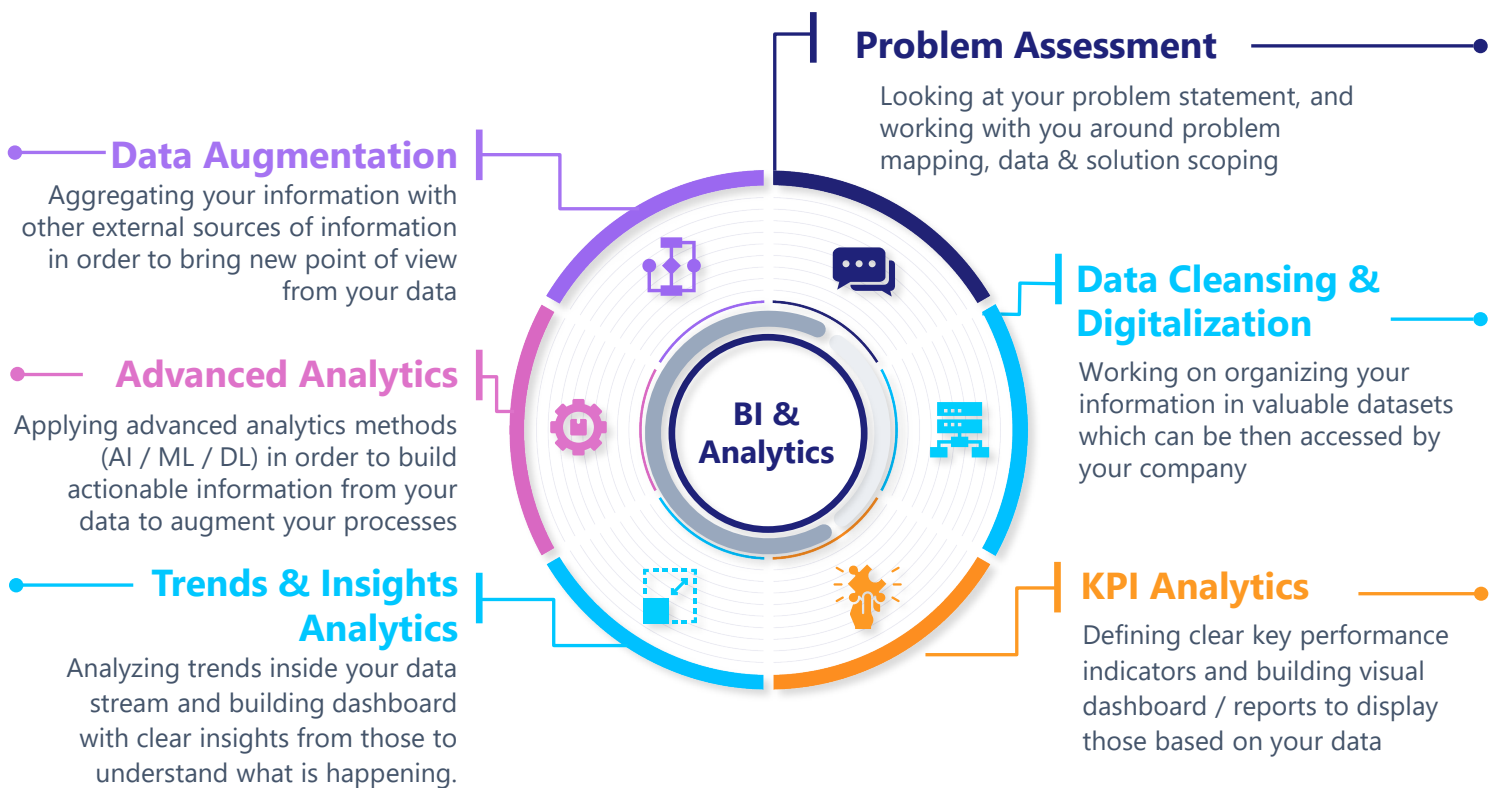 Problem Assessment
Looking at your problem statement, and
working with you around problem
mapping, data & solution scoping
Data Cleansing &
Digitalization
Working on organizing your
information in valuable datasets
which can be then accessed by
your company
KPI Analytics
Defining clear key performance
indicators and building visual
dashboard / reports to display
those based on your data
Trends & Insights
Analytics
Analyzing trends inside your data
stream and building dashboard
with clear insights from those to
understand what is happening.
Advanced Analytics
Applying advanced analytics methods
(AI / ML / DL) in order to build
actionable information from your
data to augment your processes
Data Augmentation
Aggregating your information with
other external sources of information
in order to bring new point of view
from your data
BI &
Analytics